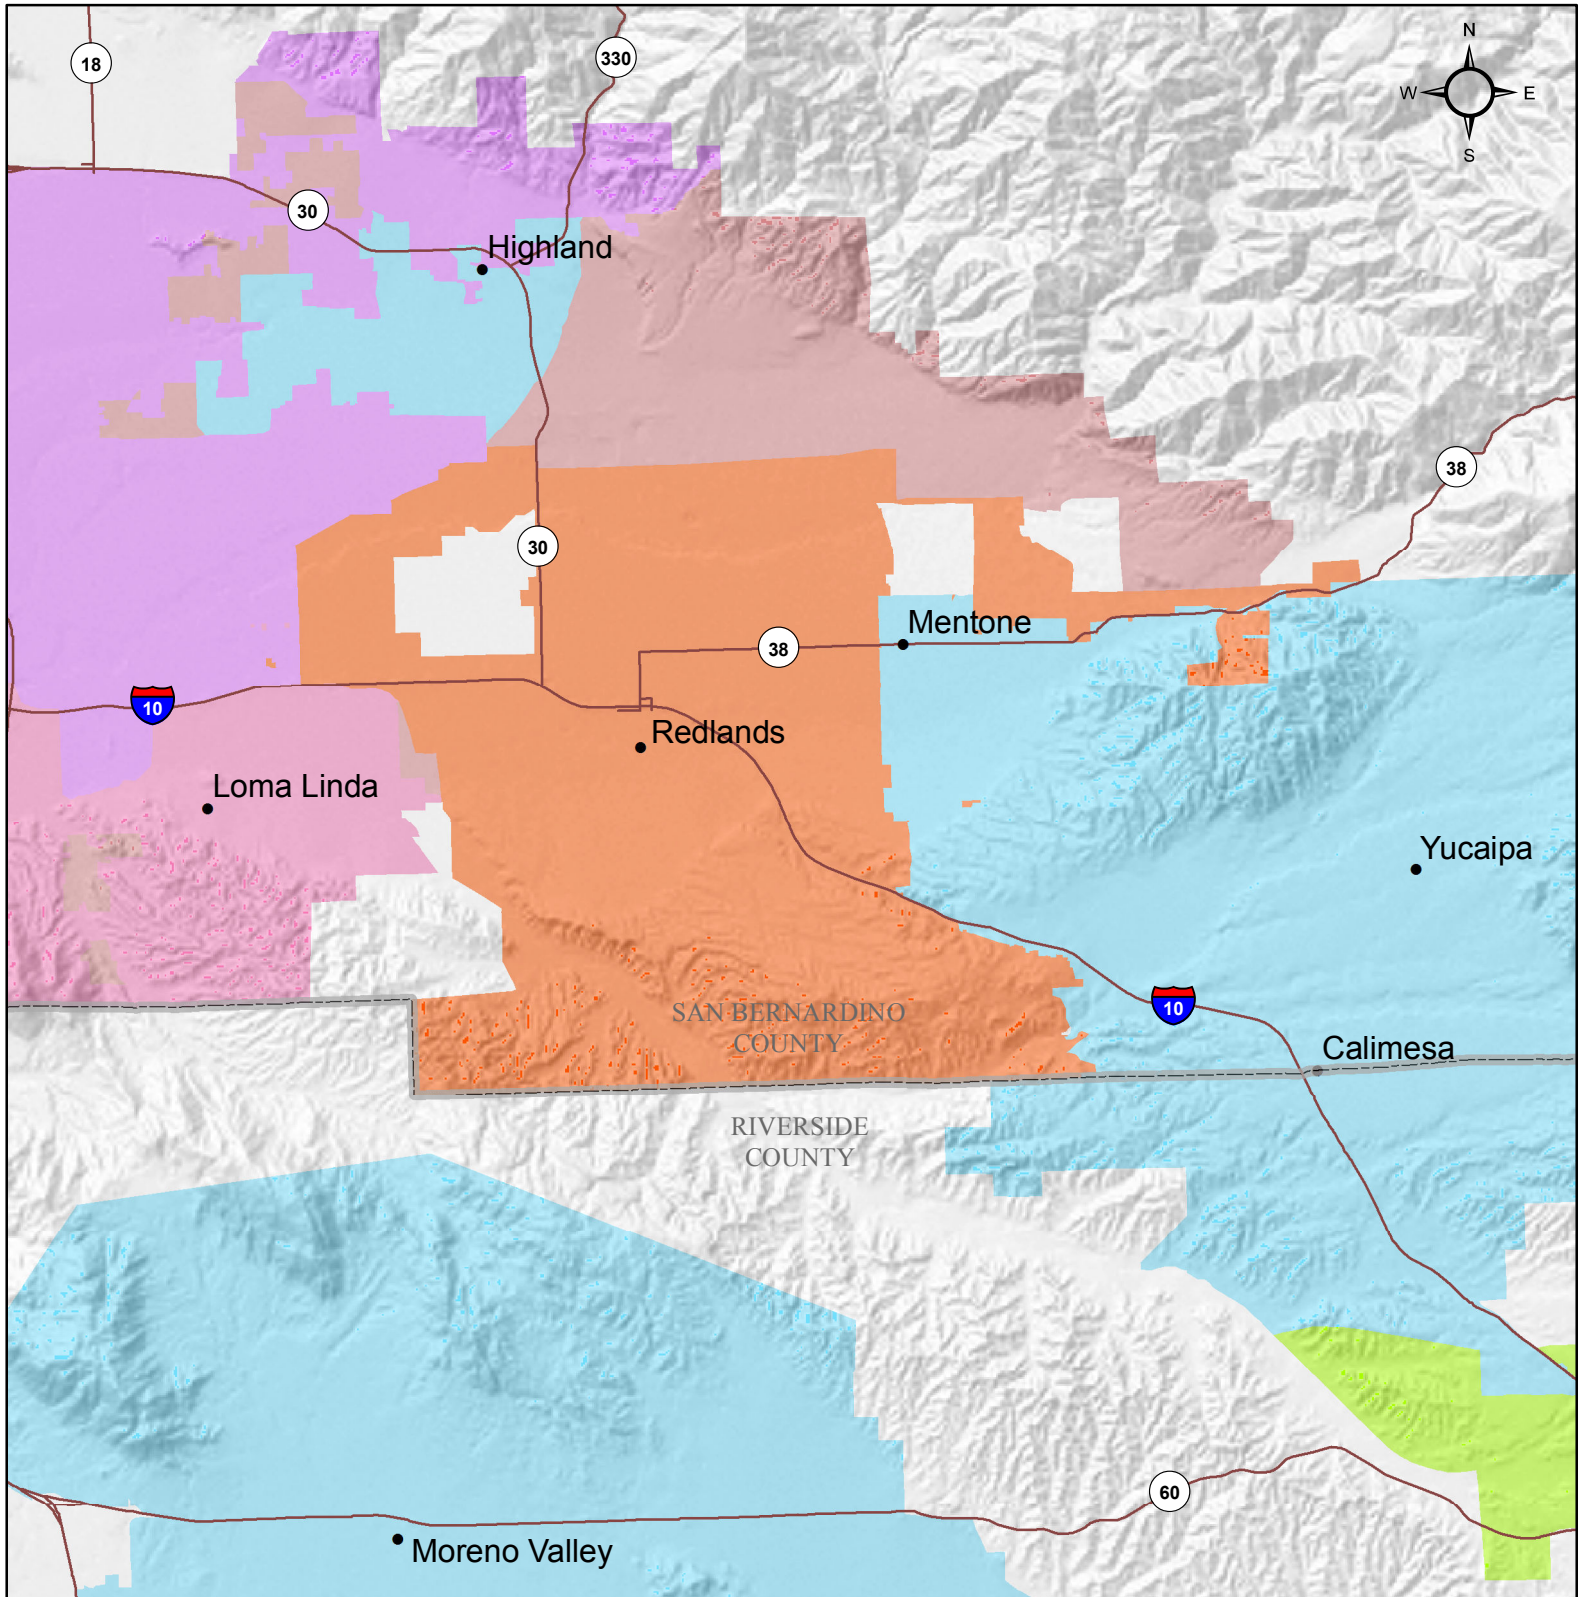 N
18
330
W
E
S
30
Highland
38
30
Mentone
38
10
Redlands
Loma Linda
Yucaipa
SAN BERNARDINO
COUNTY
10
Calimesa
RIVERSIDE
COUNTY
60
Moreno Valley